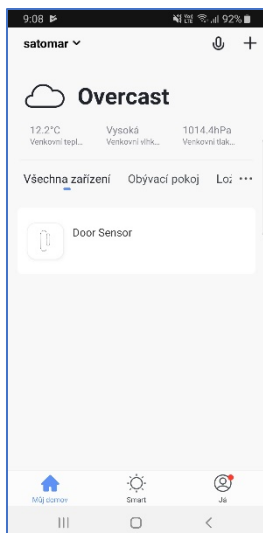 9:08 92%
satomar
Overcast
12.2°C Vysoká 1014.4hPa
Venkovní tepl... Venkovní vlhk... Venkovní tlak...
Všechna zařízení Obývací pokoj Lož ...
Door Sensor
Můj domov Smart Já